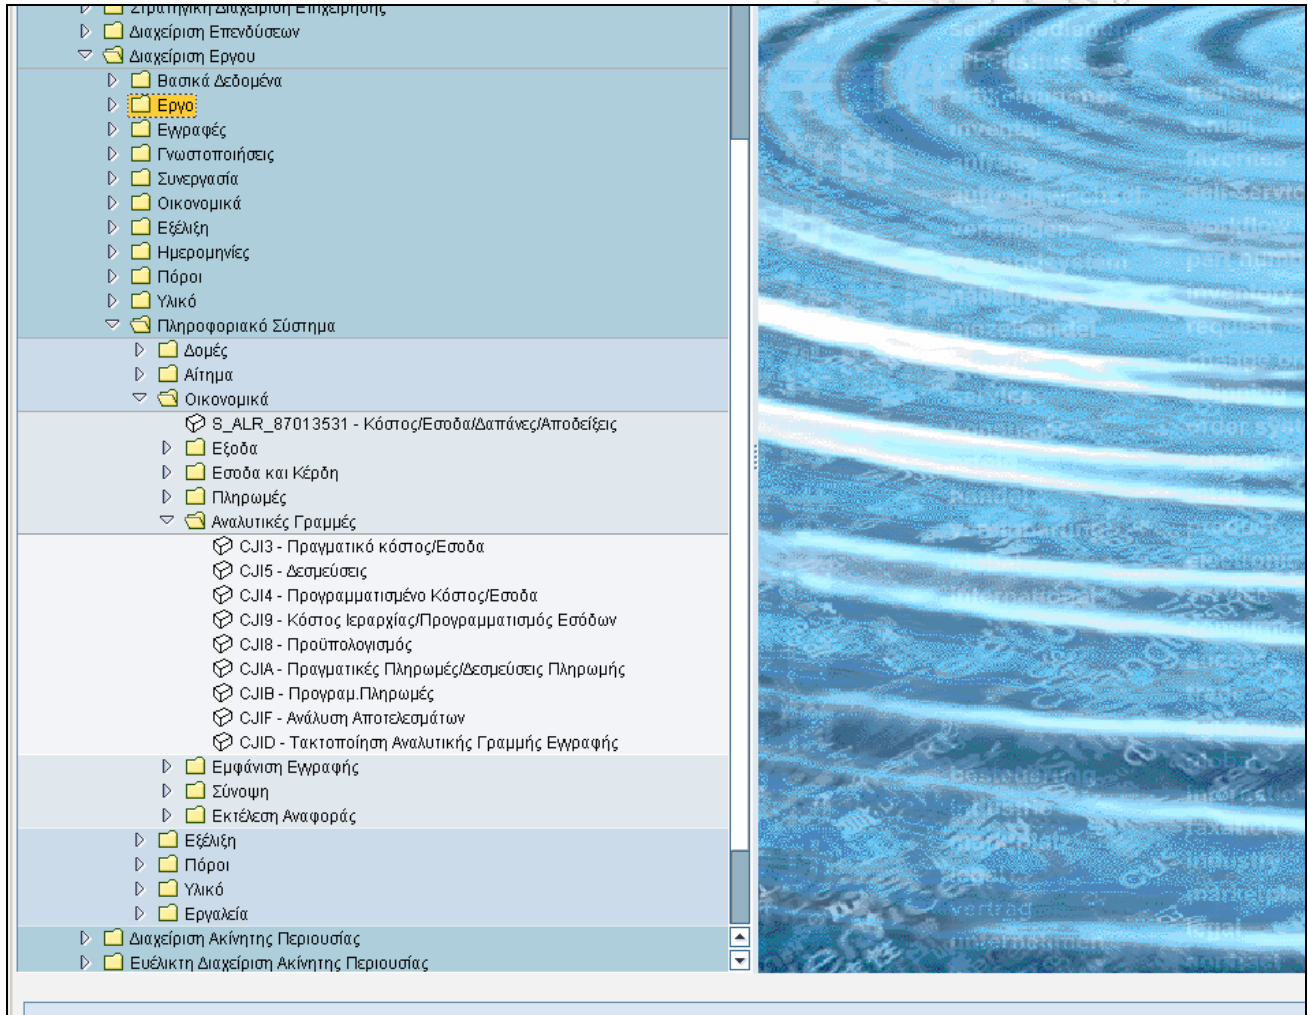 Στρατηγική Διαχείριση Επιχείρησης
Διαχείριση Επενδύσεων
Διαχείριση Εργου
Βασικά Δεδομένα
Εργο
Εγγραφές
Γνωστοποιήσεις
Συνεργασία
Οικονομικά
Εξέλιξη
Ημερομηνίες
Πόροι
Υλικό
Πληροφοριακό Σύστημα
Δομές
Αίτημα
Οικονομικά
S_ALR_87013531 - Κόστος/Εσοδα/Δαπάνες/Αποδείξεις
Εξοδα
Εσοδα και Κέρδη
Πληρωμές
Αναλυτικές Γραμμές
CJI3 - Πραγματικό κόστος/Εσοδα
CJI5 - Δεσμεύσεις
CJI4 - Προγραμματισμένο Κόστος/Εσοδα
CJI9 - Κόστος Ιεραρχίας/Προγραμματισμός Εσόδων
CJI8 - Προϋπολογισμός
CJIA - Πραγματικές Πληρωμές/Δεσμεύσεις Πληρωμής
CJIB - Προγραμ.Πληρωμές
CJIF - Ανάλυση Αποτελεσμάτων
CJID - Τακτοποίηση Αναλυτικής Γραμμής Εγγραφής
Εμφάνιση Εγγραφής
Σύνοψη
Εκτέλεση Αναφοράς
Εξέλιξη
Πόροι
Υλικό
Εργαλεία
Διαχείριση Ακίνητης Περιουσίας
Ευέλικτη Διαχείριση Ακίνητης Περιουσίας